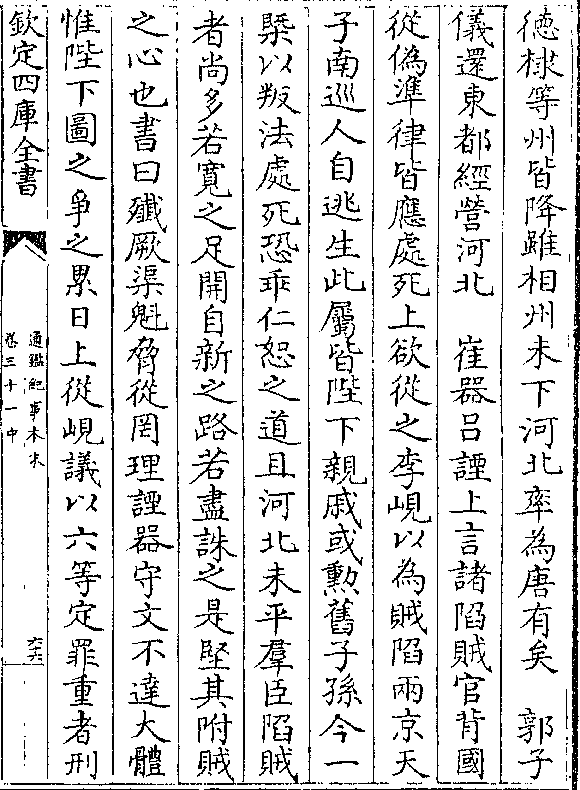 德棣等州皆降雖相州未下河北率為唐有矣　郭子
儀還東都經營河北　崔器吕諲上言諸陷賊官背國
從偽準律皆應處死上欲從之李峴以為賊陷兩京天
子南巡人自逃生此屬皆陛下親戚或勲舊子孫今一
槩以叛法處死恐乖仁恕之道且河北未平羣臣陷賊
者尚多若寛之足開自新之路若盡誅之是堅其附賊
之心也書曰殲厥渠魁脅從罔理諲器守文不達大體
惟陛下圖之爭之累日上從峴議以六等定罪重者刑
欽定四庫全書
通鑑紀事本末
卷三十一中
六十六